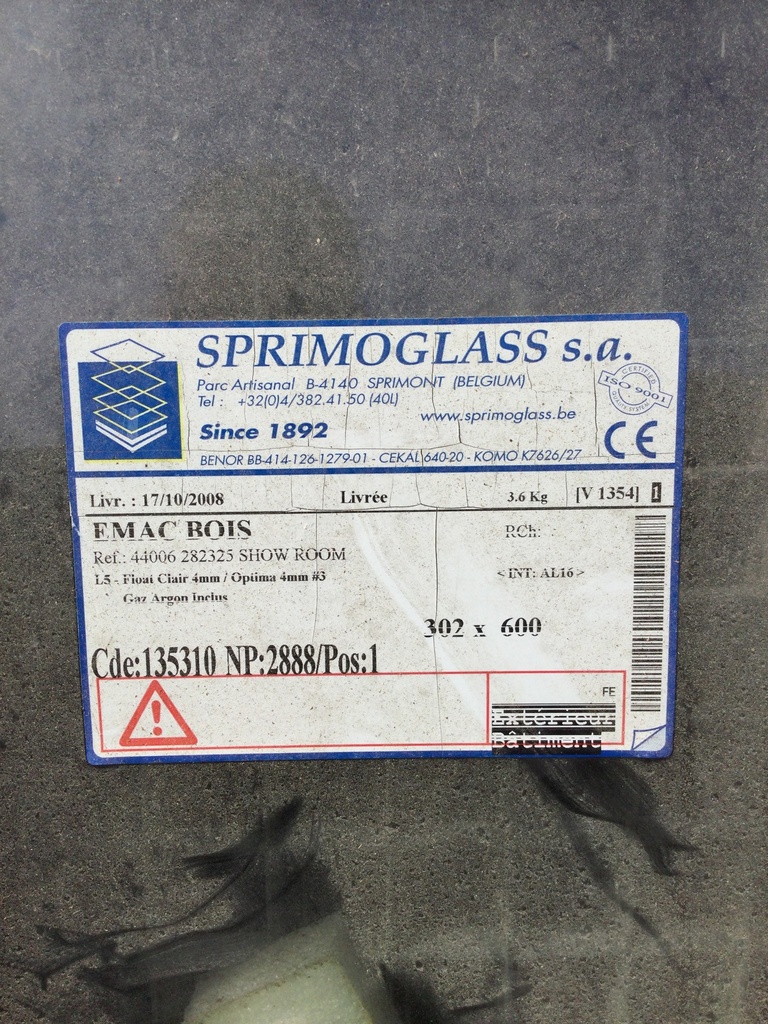 SPRIMOGLASS s.a.
Parc Artisanal B-4140 SPRIMONT (BELGIUM)
Tel : +32(0)4/382.41.50 (40L)
www.sprimoglass.be
CERTIFIED
ISO 9001
Since 1892
CE
BENOR BB-414-126-1279-01 - CEKAL 640-20 - KOMO K7626/27
Livr. : 17/10/2008 Livrée 3.6 Kg [V 1354] 1
EMAC BOIS RCh:
Ref.: 44006 282325 SHOW ROOM
L5 - Float Clair 4mm / Optima 4mm #3 < INT: AL16 >
Gaz Argon Inclus
302 x 600
Cde:135310 NP:2888/Pos:1
FE
Extérieur
Bâtiment